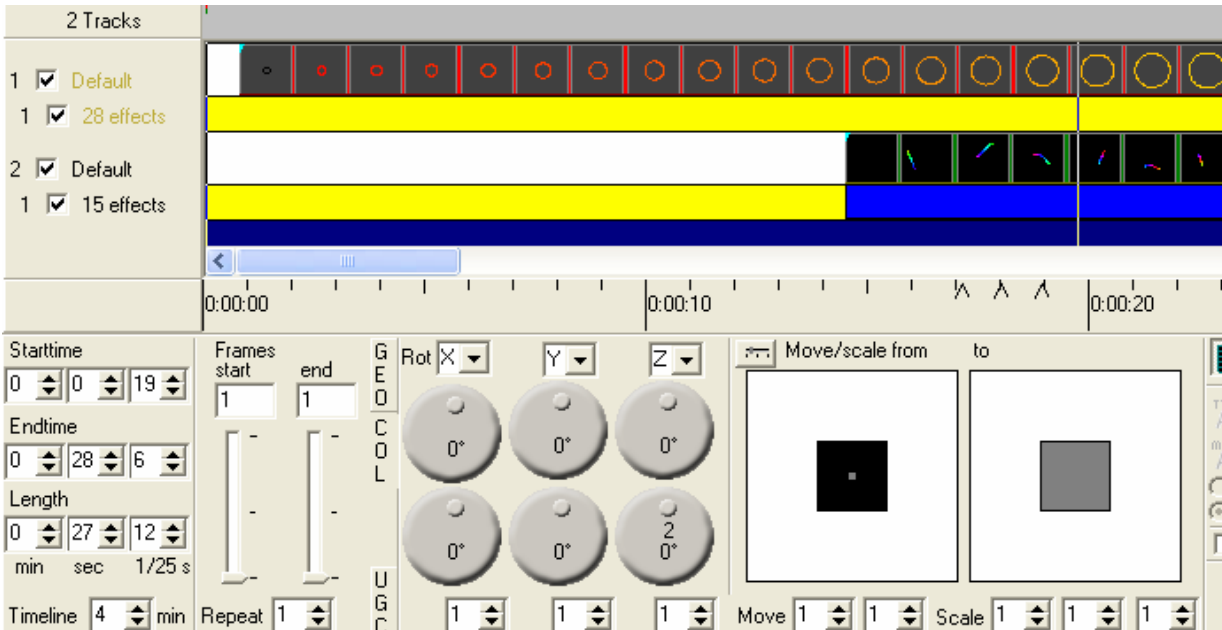 2 Tracks
1 Default
1 28 effects
2 Default
1 15 effects
0:00:00 0:00:10 0:00:20
Starttime
0 0 19
Endtime
0 28 6
Length
0 27 12
min sec 1/25 s
Timeline 4 min
Frames
start end
1 1
Repeat 1
GEO
COL
UGC
Rot X Y Z
0° 0° 0°
0° 0° 2
0°
1 1 1
Move/scale from to
Move 1 1 Scale 1 1 1